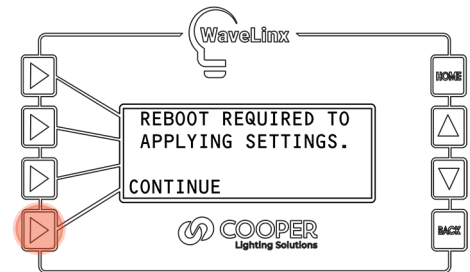 WaveLinx
HOME
REBOOT REQUIRED TO
APPLYING SETTINGS.
CONTINUE
BACK
COOPER
Lighting Solutions